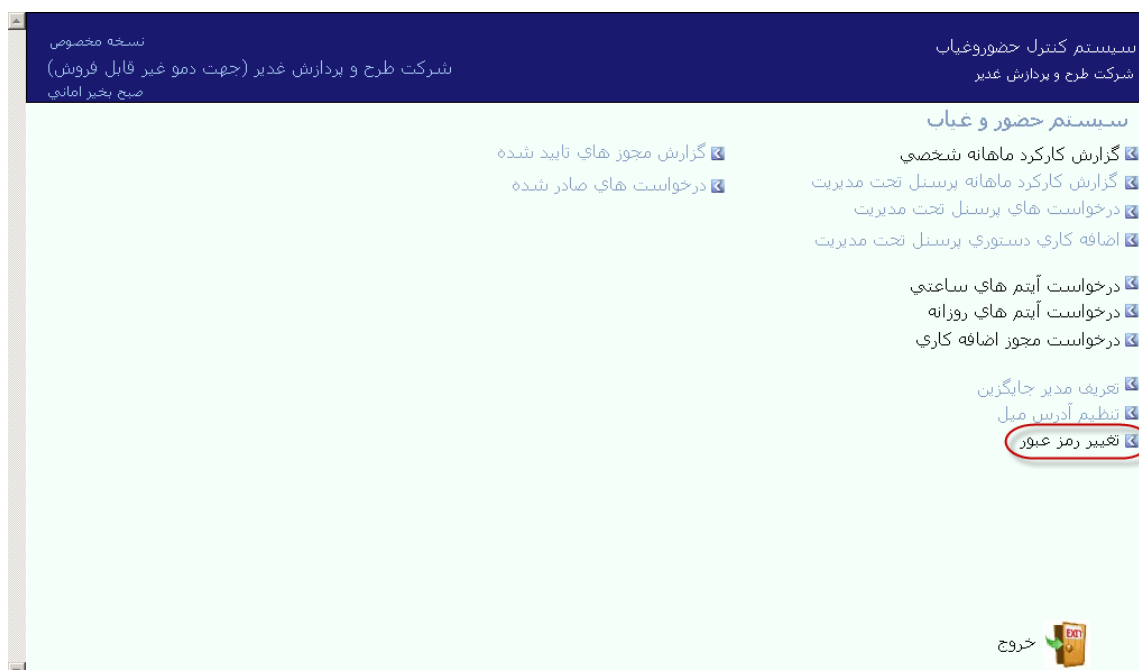 سيستم کنترل حضوروغياب
شرکت طرح و پردازش غدير
نسخه مخصوص
شرکت طرح و پردازش غدير (جهت دمو غير قابل فروش)
صبح بخير اماني
سيستم حضور و غياب
گزارش کارکرد ماهانه شخصي
گزارش کارکرد ماهانه پرسنل تحت مديريت
درخواست هاي پرسنل تحت مديريت
اضافه کاري دستوري پرسنل تحت مديريت
گزارش مجوز هاي تاييد شده
درخواست هاي صادر شده
درخواست آيتم هاي ساعتي
درخواست آيتم هاي روزانه
درخواست مجوز اضافه کاري
تعريف مدير جايگزين
تنظيم آدرس ميل
تغيير رمز عبور
EXIT
خروج